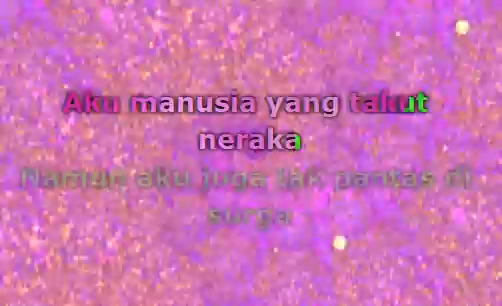 Aku manusia yang takut
neraka
Namun aku juga tak pantas di
surga